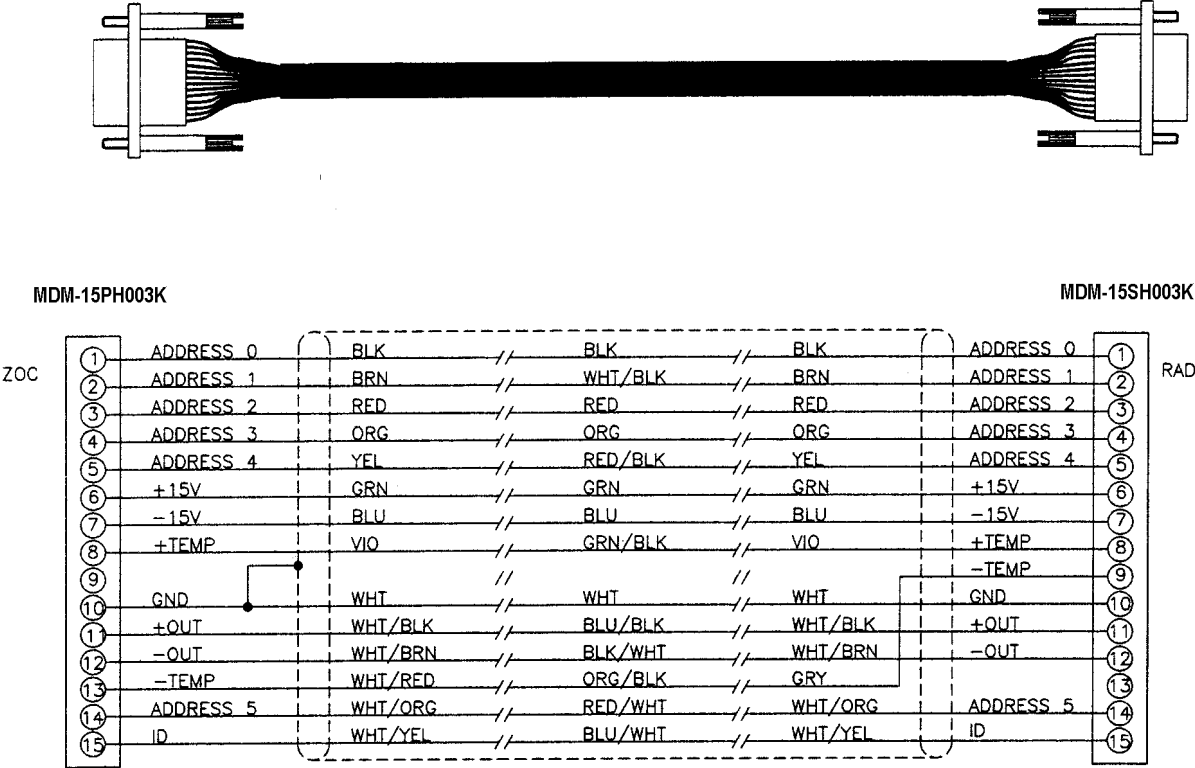 MDM-15PH003K MDM-15SH003K
ZOC RAD
1 ADDRESS 0 BLK BLK BLK ADDRESS 0 1
2 ADDRESS 1 BRN WHT/BLK BRN ADDRESS 1 2
3 ADDRESS 2 RED RED RED ADDRESS 2 3
4 ADDRESS 3 ORG ORG ORG ADDRESS 3 4
5 ADDRESS 4 YEL RED/BLK YEL ADDRESS 4 5
6 +15V GRN GRN GRN +15V 6
7 -15V BLU BLU BLU -15V 7
8 +TEMP VIO GRN/BLK VIO +TEMP 8
9 -TEMP 9
10 GND WHT WHT WHT GND 10
11 +OUT WHT/BLK BLU/BLK WHT/BLK +OUT 11
12 -OUT WHT/BRN BLK/WHT WHT/BRN -OUT 12
13 -TEMP WHT/RED ORG/BLK GRY 13
14 ADDRESS 5 WHT/ORG RED/WHT WHT/ORG ADDRESS 5 14
15 ID WHT/YEL BLU/WHT WHT/YEL ID 15